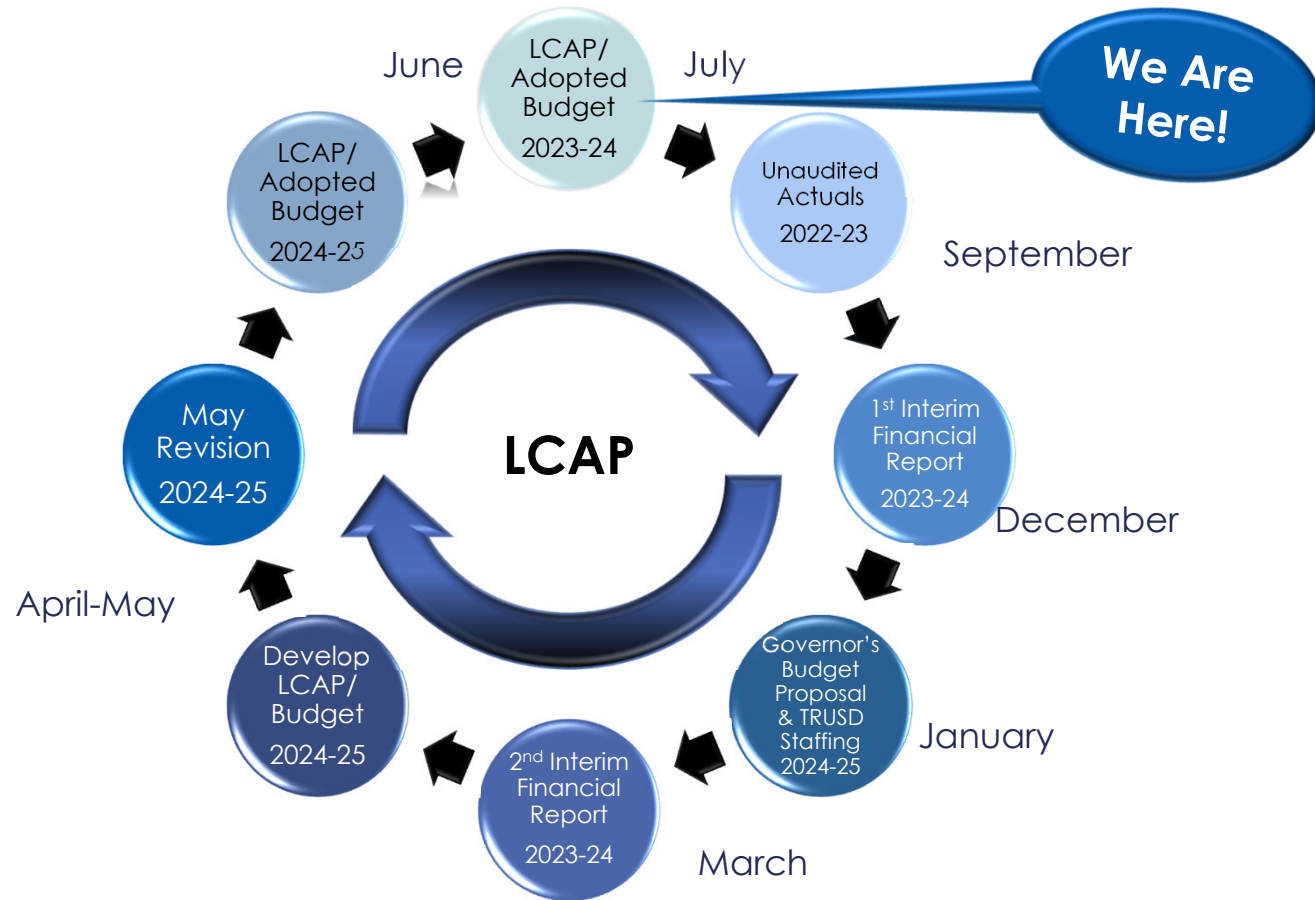 June
LCAP/
Adopted
Budget
2023-24
July
We Are
Here!
Unaudited
Actuals
2022-23
September
1st Interim
Financial
Report
2023-24
December
Governor’s
Budget
Proposal
& TRUSD
Staffing
2024-25
January
2nd Interim
Financial
Report
2023-24
March
Develop
LCAP/
Budget
2024-25
April-May
May
Revision
2024-25
LCAP/
Adopted
Budget
2024-25
LCAP